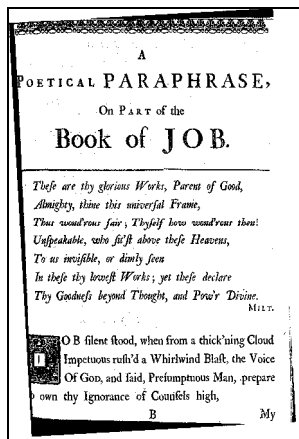 A
POETICAL PARAPHRASE,
On PART of the
Book of JOB.
Theſe are thy glorious Works, Parent of Good,
Almighty, thine this univerſal Frame,
Thus wond'rous fair; Thyſelf how wond'rous then!
Unſpeakable, who ſit'ſt above theſe Heavens,
To us inviſible, or dimly ſeen
In theſe thy loweſt Works; yet theſe declare
Thy Goodneſs beyond Thought, and Pow'r Divine.
MILT.
JOB ſilent ſtood, when from a thick'ning Cloud
Impetuous ruſh'd a Whirlwind Blaſt, the Voice
Of GOD, and ſaid, Preſumptuous Man, prepare
To own thy Ignorance of Counſels high,
B My